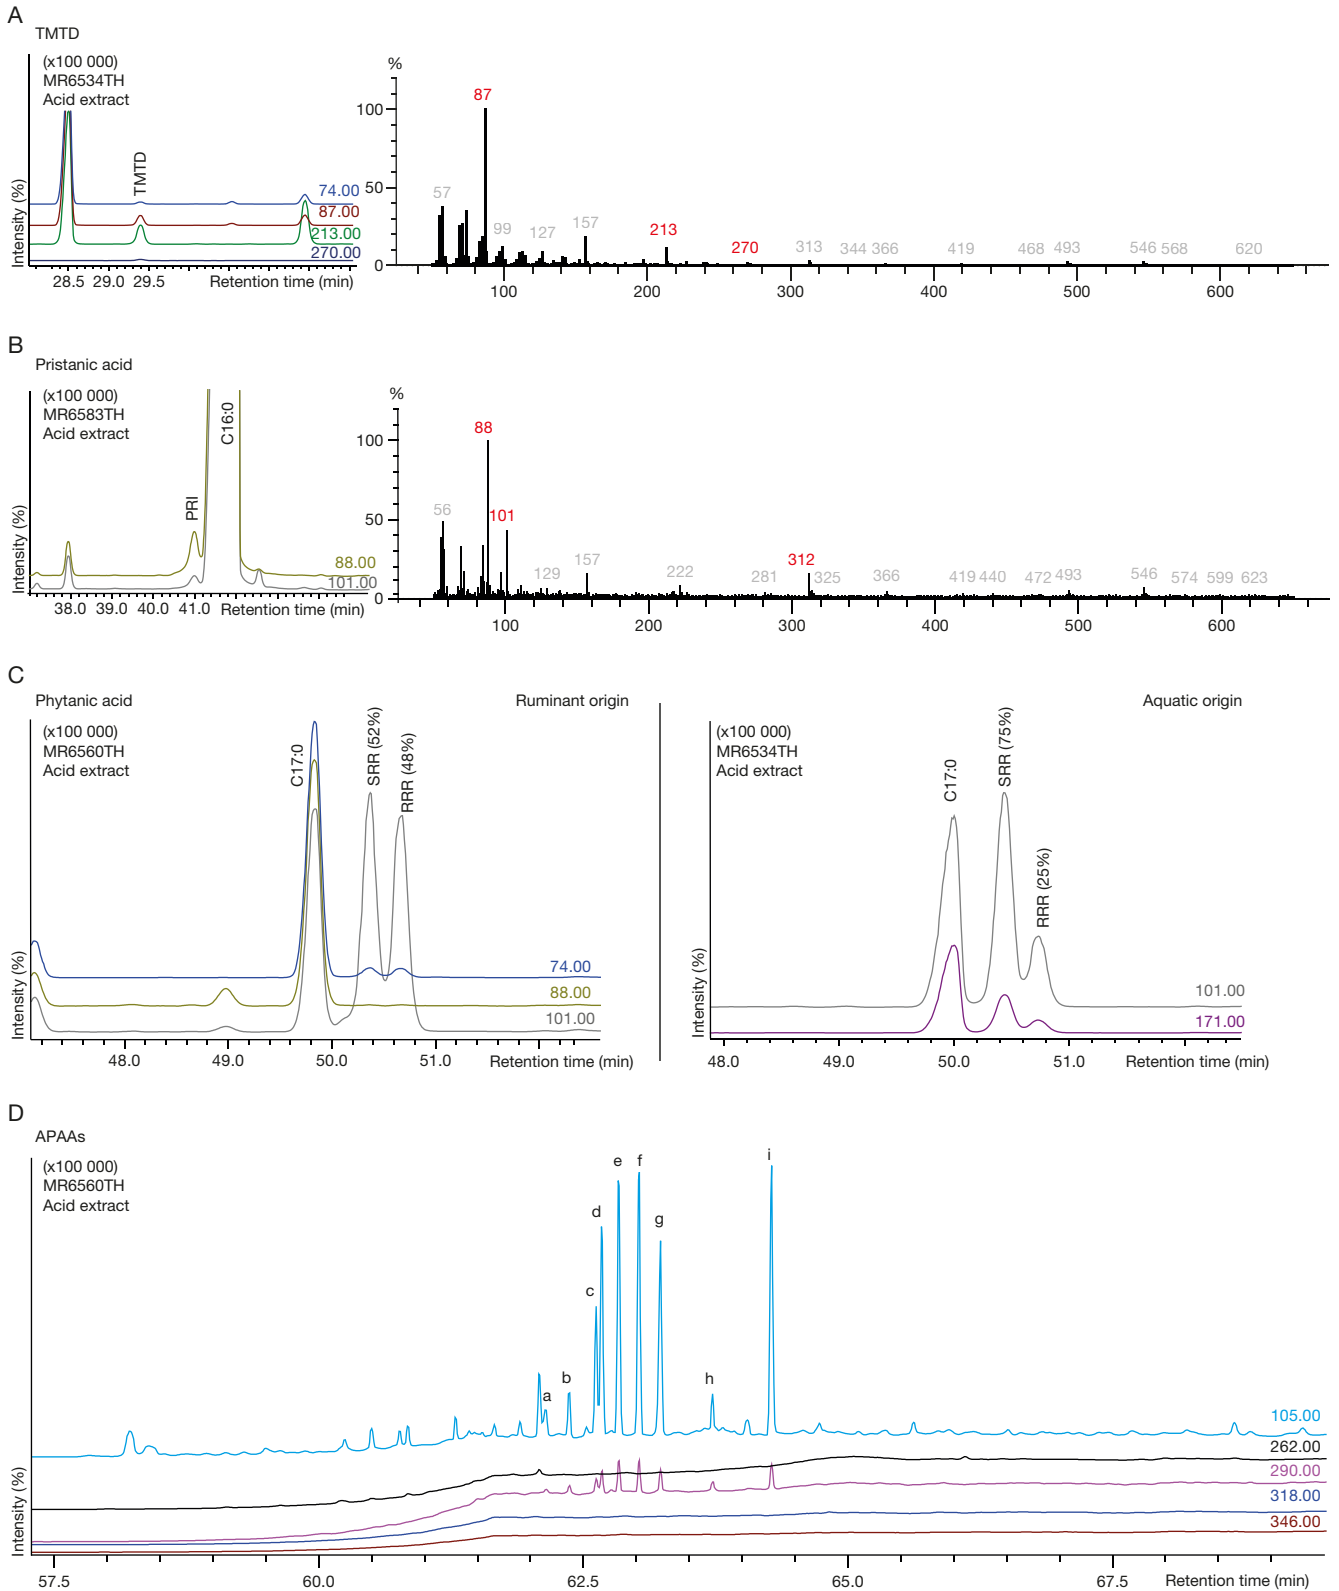 A
TMTD
(x100 000)
MR6534TH
Acid extract
TMTD
74.00
87.00
213.00
270.00
Intensity (%)
28.5 29.0 29.5 Retention time (min)
%
100
50
0
57
87
99
127
157
213
270
313
344
366
419
468
493
546
568
620
100 200 300 400 500 600
B
Pristanic acid
(x100 000)
MR6583TH
Acid extract
PRI
C16:0
88.00
101.00
Intensity (%)
38.0 39.0 40.0 41.0 Retention time (min)
%
100
50
0
56
88
101
129
157
222
281
312
325
366
419
440
472
493
546
574
599
623
100 200 300 400 500 600
C
Phytanic acid
Ruminant origin
(x100 000)
MR6560TH
Acid extract
C17:0
SRR (52%)
RRR (48%)
74.00
88.00
101.00
Intensity (%)
48.0 49.0 50.0 51.0 Retention time (min)
Aquatic origin
(x100 000)
MR6534TH
Acid extract
C17:0
SRR (75%)
RRR (25%)
101.00
171.00
Intensity (%)
48.0 49.0 50.0 51.0 Retention time (min)
D
APAAs
(x100 000)
MR6560TH
Acid extract
a
b
c
d
e
f
g
h
i
105.00
262.00
290.00
318.00
346.00
Intensity (%)
57.5 60.0 62.5 65.0 67.5 Retention time (min)